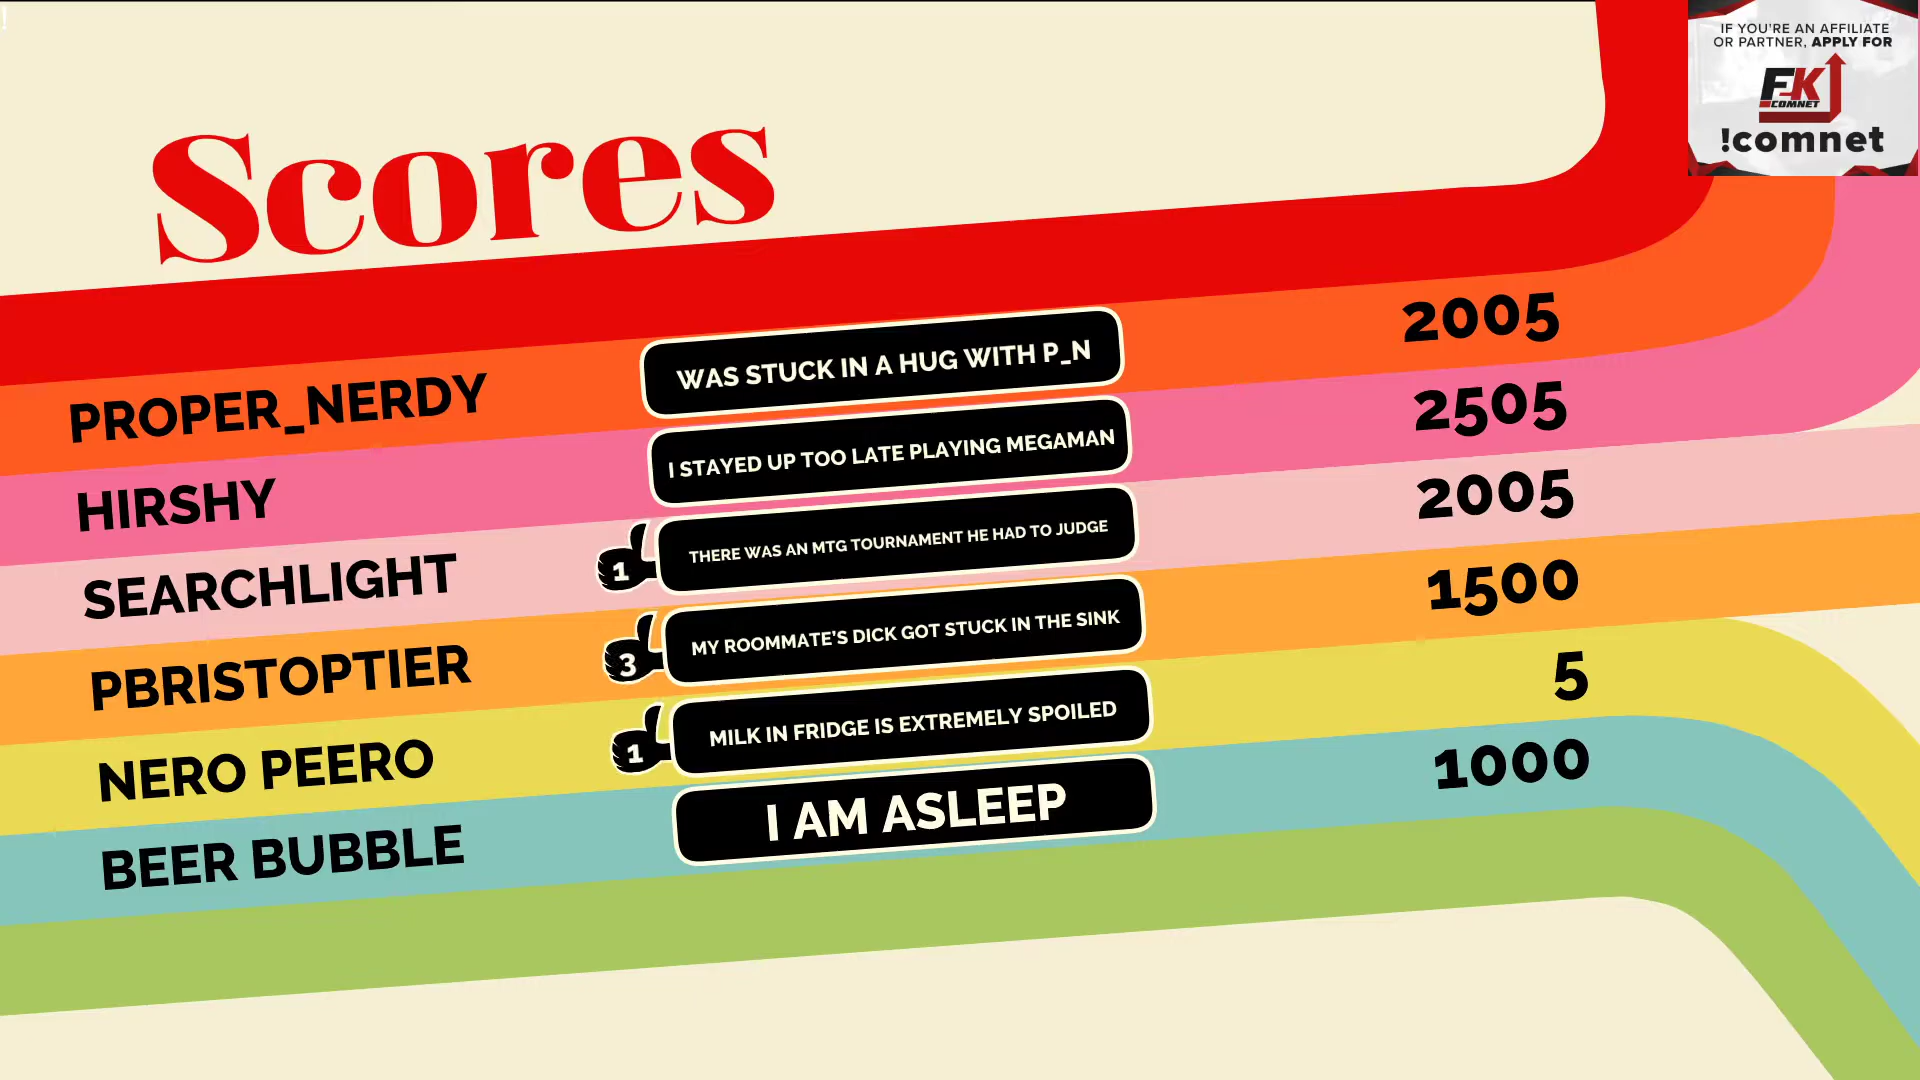 !
IF YOU'RE AN AFFILIATE
OR PARTNER, APPLY FOR
FK
COMNET
!comnet
Scores
PROPER_NERDY
WAS STUCK IN A HUG WITH P_N
2005
HIRSHY
I STAYED UP TOO LATE PLAYING MEGAMAN
2505
SEARCHLIGHT
1
THERE WAS AN MTG TOURNAMENT HE HAD TO JUDGE
2005
PBRISTOPTIER
3
MY ROOMMATE'S DICK GOT STUCK IN THE SINK
1500
NERO PEERO
1
MILK IN FRIDGE IS EXTREMELY SPOILED
5
BEER BUBBLE
I AM ASLEEP
1000